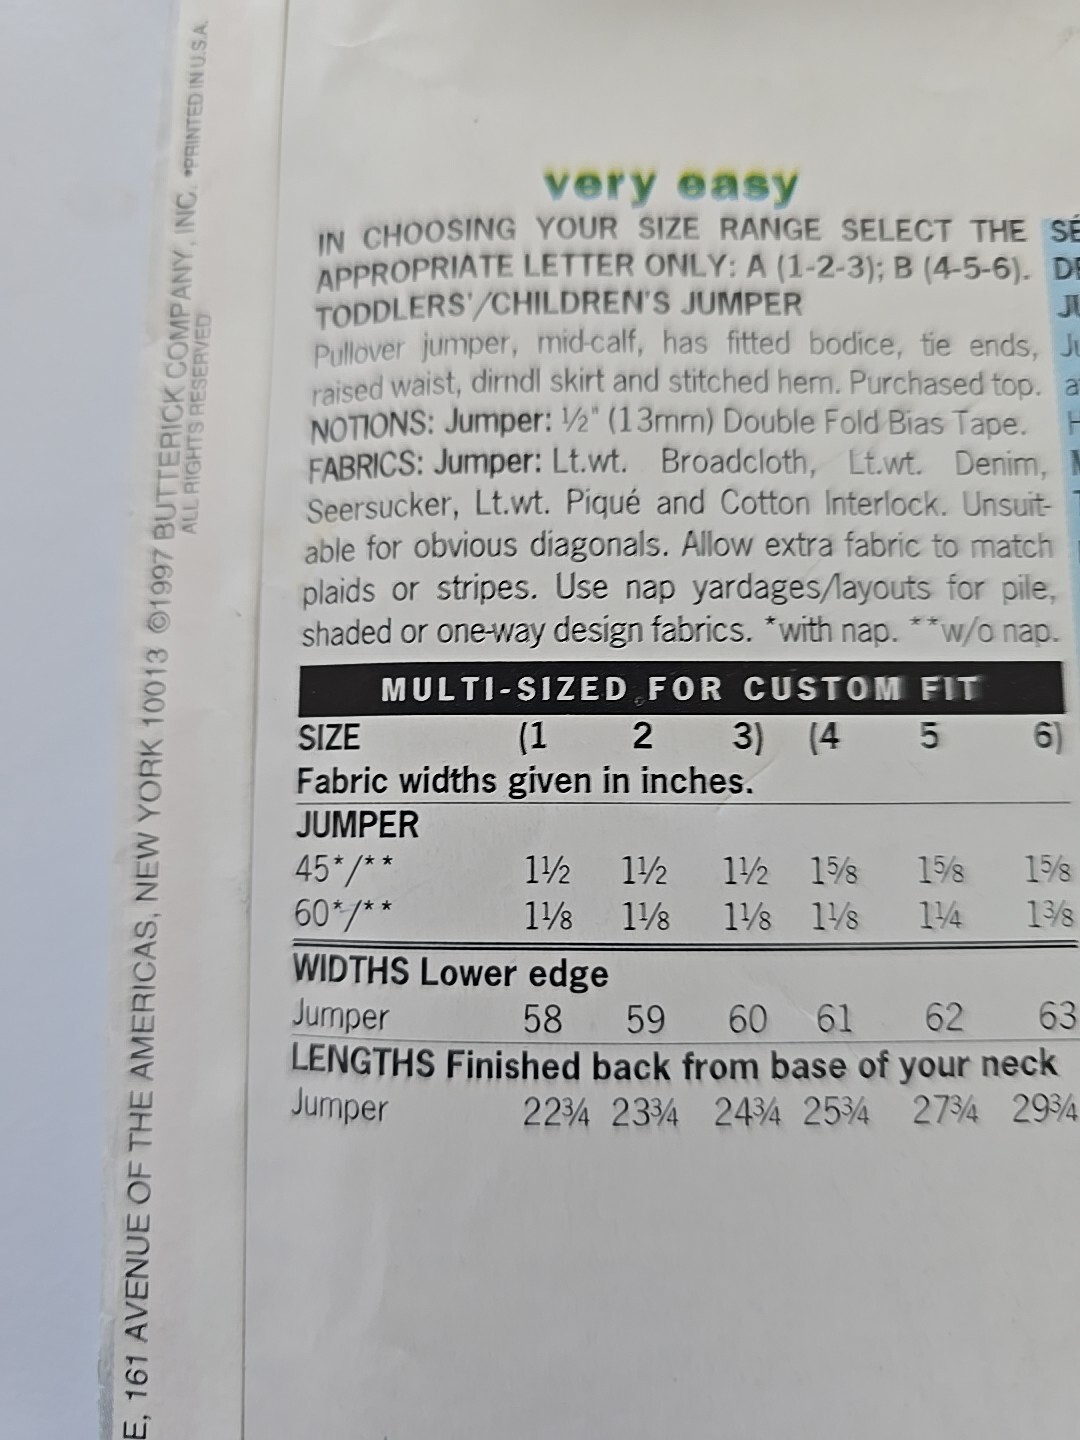 very easy
IN CHOOSING YOUR SIZE RANGE SELECT THE
APPROPRIATE LETTER ONLY: A (1-2-3); B (4-5-6).
TODDLERS'/CHILDREN'S JUMPER
Pullover jumper, mid-calf, has fitted bodice, tie ends,
raised waist, dirndl skirt and stitched hem. Purchased top.
NOTIONS: Jumper: ½" (13mm) Double Fold Bias Tape.
FABRICS: Jumper: Lt.wt. Broadcloth, Lt.wt. Denim,
Seersucker, Lt.wt. Piqué and Cotton Interlock. Unsuit-
able for obvious diagonals. Allow extra fabric to match
plaids or stripes. Use nap yardages/layouts for pile,
shaded or one-way design fabrics. *with nap. **w/o nap.
MULTI-SIZED FOR CUSTOM FIT
SIZE (1 2 3) (4 5 6)
Fabric widths given in inches.
JUMPER
45*/** 1½ 1½ 1½ 1⅝ 1⅝ 1⅝
60*/** 1⅛ 1⅛ 1⅛ 1⅛ 1¼ 1⅜
WIDTHS Lower edge
Jumper 58 59 60 61 62 63
LENGTHS Finished back from base of your neck
Jumper 22¾ 23¾ 24¾ 25¾ 27¾ 29¾
E, 161 AVENUE OF THE AMERICAS, NEW YORK 10013 ©1997 BUTTERICK COMPANY, INC. •PRINTED IN U.S.A.
ALL RIGHTS RESERVED